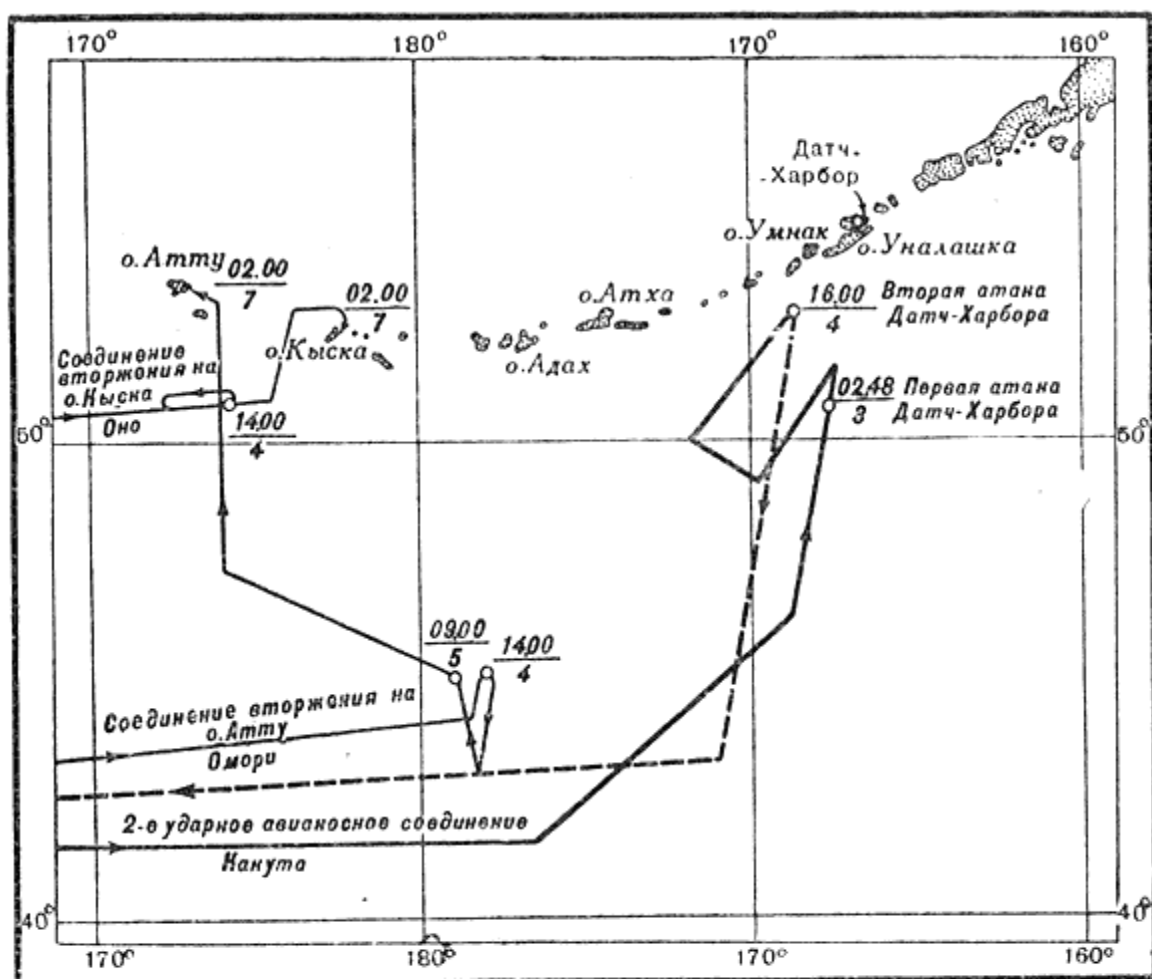 170° 180° 170° 160°
Датч-
Харбор
о.Умнак
о.Уналашка
о.Атту 02.00
7
02.00
7
о.Атха
16.00 Вторая атака
4 Датч-Харбора
о.Кыска
о.Адах
Соединение
вторжения на
о.Кыска
Оно
14.00
4
02.48 Первая атака
3 Датч-Харбора
50° 50°
09.00
5
14.00
4
Соединение вторжения на
о.Атту
Омори
2-е ударное авианосное соединение
Какута
40° 40°
170° 180° 170° 160°